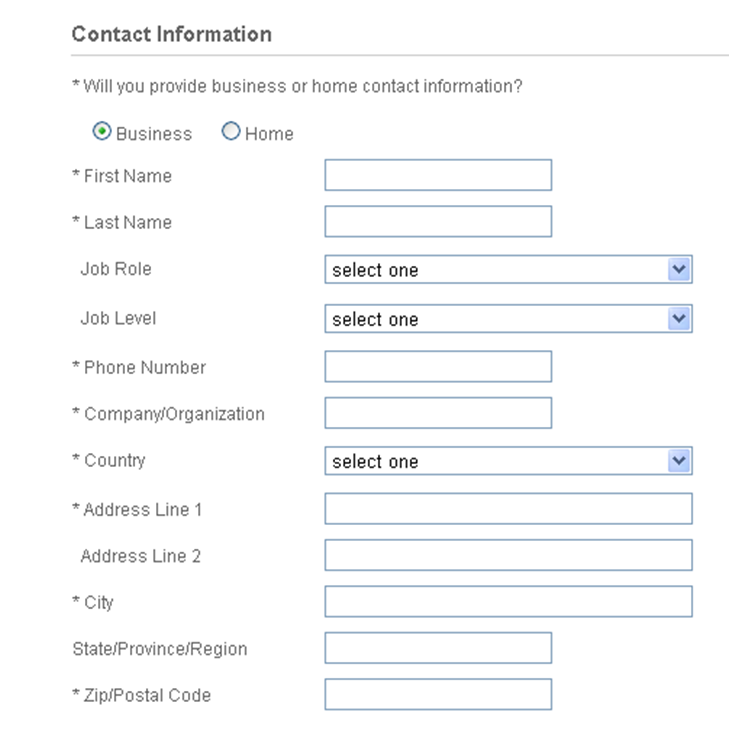 Contact Information
* Will you provide business or home contact information?
Business Home
* First Name
* Last Name
Job Role select one
Job Level select one
* Phone Number
* Company/Organization
* Country select one
* Address Line 1
Address Line 2
* City
State/Province/Region
* Zip/Postal Code